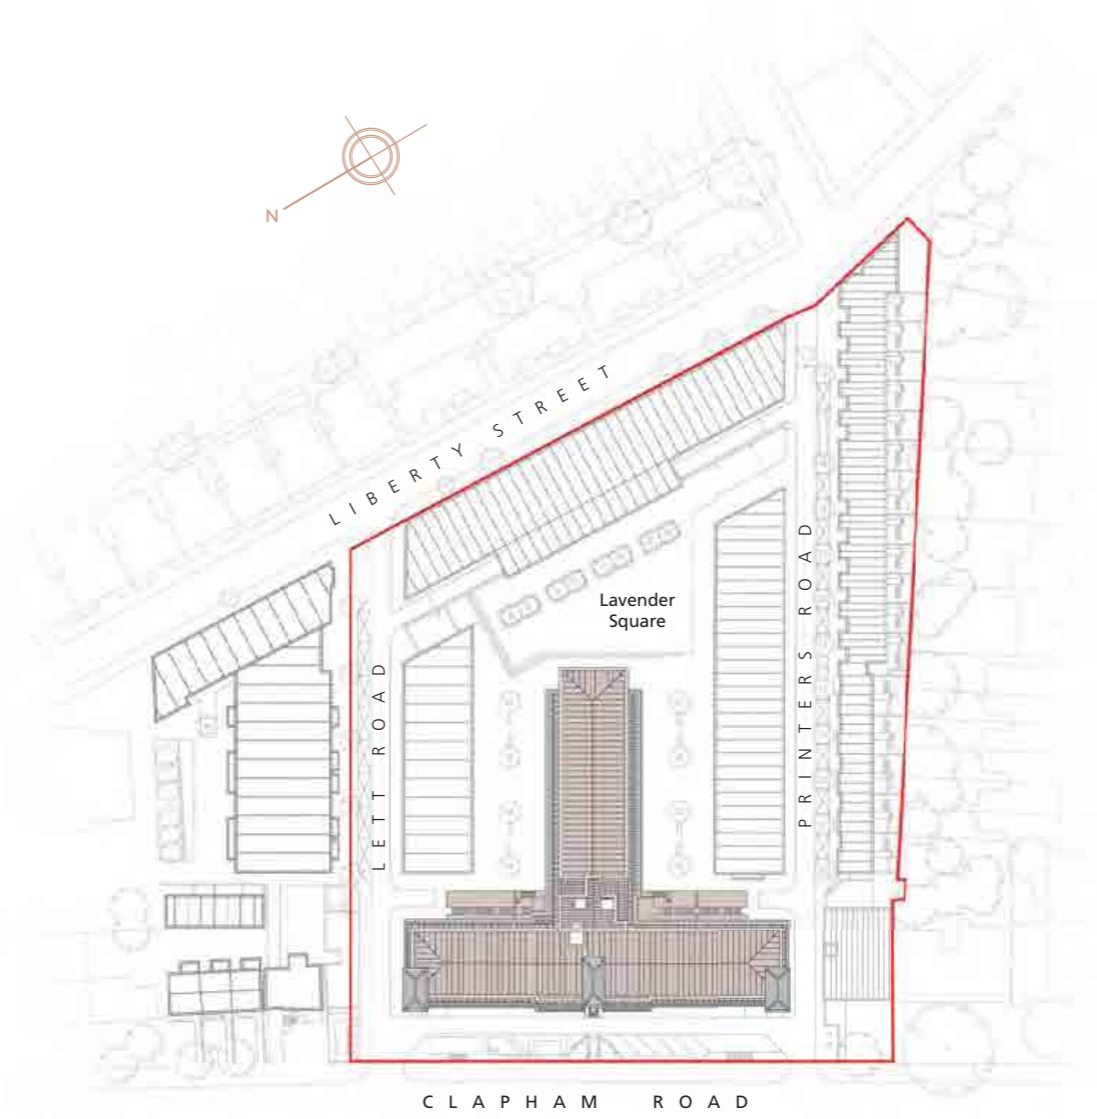 N
LIBERTY STREET
Lavender
Square
LETT ROAD
PRINTERS ROAD
CLAPHAM ROAD